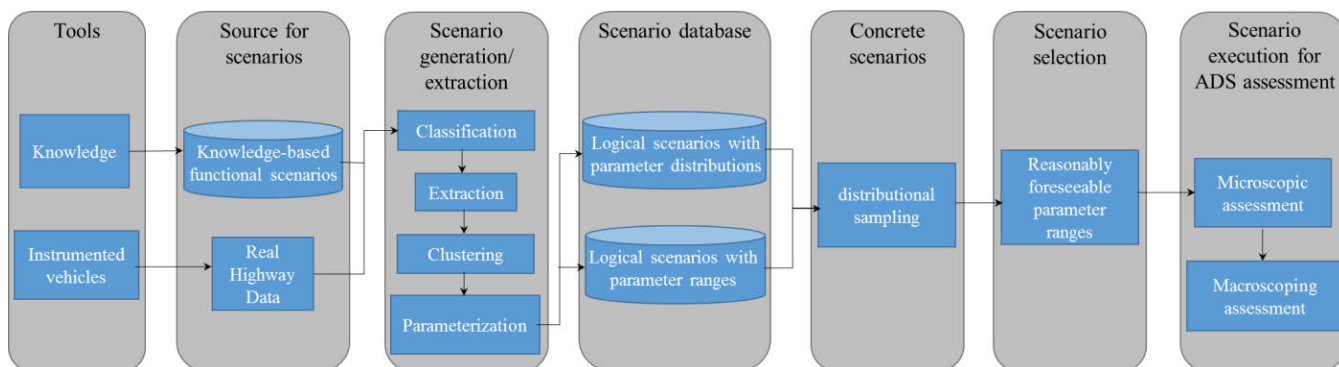 Tools
Knowledge
Instrumented
vehicles
Source for
scenarios
Knowledge-based
functional scenarios
Real
Highway
Data
Scenario
generation/
extraction
Classification
Extraction
Clustering
Parameterization
Scenario database
Logical scenarios with
parameter distributions
Logical scenarios with
parameter ranges
Concrete
scenarios
distributional
sampling
Scenario
selection
Reasonably
foreseeable
parameter
ranges
Scenario
execution for
ADS assessment
Microscopic
assessment
Macroscoping
assessment